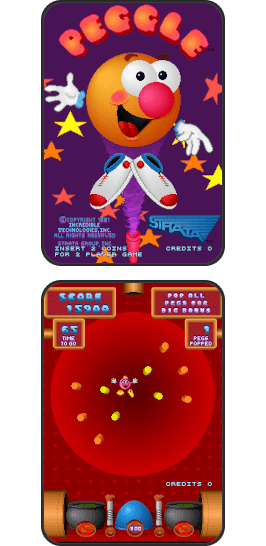 PEGGLE
©COPYRIGHT 1991
INCREDIBLE
TECHNOLOGIES, INC.
ALL RIGHTS RESERVED
STRATA GROUP, INC.
STRATA
INSERT 2 COINS
FOR 2 PLAYER GAME
CREDITS 0
SCORE
15900
POP ALL
PEGS FOR
BIG BONUS
65
TIME
TO GO
1
PEGS
POPPED
CREDITS 0